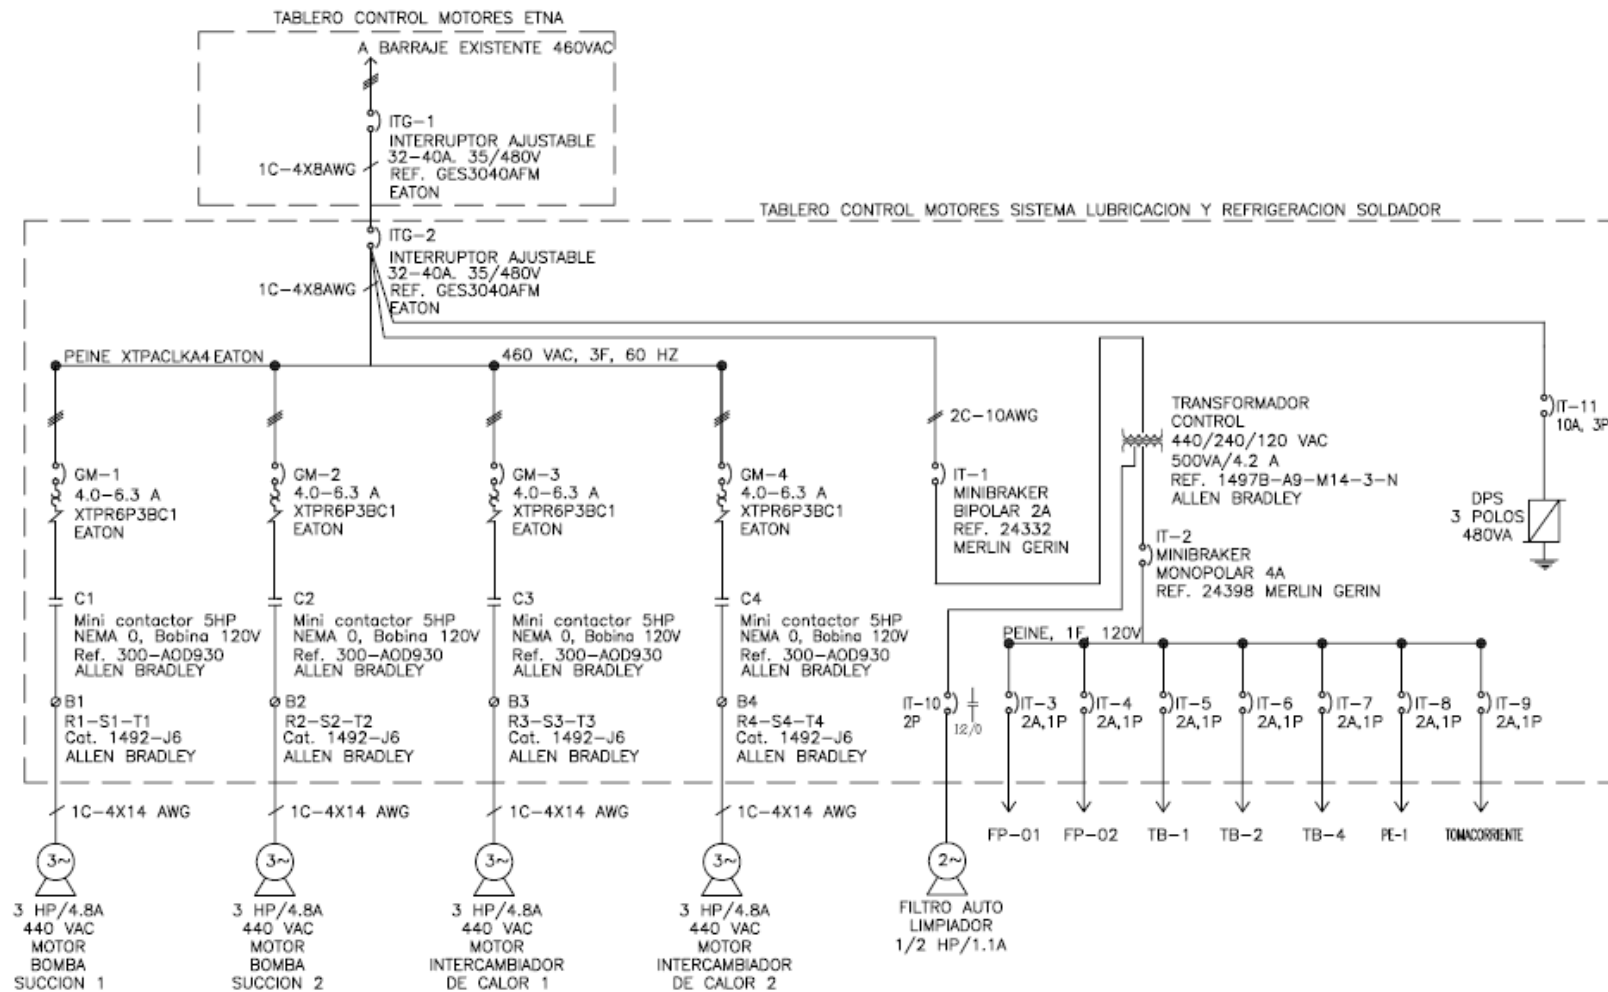 TABLERO CONTROL MOTORES ETNA
A BARRAJE EXISTENTE 460VAC
ITG-1
INTERRUPTOR AJUSTABLE
32-40A. 35/480V
REF. GES3040AFM
EATON
1C-4X8AWG
TABLERO CONTROL MOTORES SISTEMA LUBRICACION Y REFRIGERACION SOLDADOR
ITG-2
INTERRUPTOR AJUSTABLE
32-40A. 35/480V
REF. GES3040AFM
EATON
1C-4X8AWG
PEINE XTPACLKA4 EATON
460 VAC, 3F, 60 HZ
GM-1
4.0-6.3 A
XTPR6P3BC1
EATON
GM-2
4.0-6.3 A
XTPR6P3BC1
EATON
GM-3
4.0-6.3 A
XTPR6P3BC1
EATON
GM-4
4.0-6.3 A
XTPR6P3BC1
EATON
2C-10AWG
IT-1
MINIBRAKER
BIPOLAR 2A
REF. 24332
MERLIN GERIN
TRANSFORMADOR
CONTROL
440/240/120 VAC
500VA/4.2 A
REF. 1497B-A9-M14-3-N
ALLEN BRADLEY
IT-11
10A, 3P
DPS
3 POLOS
480VA
IT-2
MINIBRAKER
MONOPOLAR 4A
REF. 24398 MERLIN GERIN
C1
Mini contactor 5HP
NEMA 0, Bobina 120V
Ref. 300-AOD930
ALLEN BRADLEY
C2
Mini contactor 5HP
NEMA 0, Bobina 120V
Ref. 300-AOD930
ALLEN BRADLEY
C3
Mini contactor 5HP
NEMA 0, Bobina 120V
Ref. 300-AOD930
ALLEN BRADLEY
C4
Mini contactor 5HP
NEMA 0, Bobina 120V
Ref. 300-AOD930
ALLEN BRADLEY
PEINE, 1F, 120V
B1
R1-S1-T1
Cat. 1492-J6
ALLEN BRADLEY
B2
R2-S2-T2
Cat. 1492-J6
ALLEN BRADLEY
B3
R3-S3-T3
Cat. 1492-J6
ALLEN BRADLEY
B4
R4-S4-T4
Cat. 1492-J6
ALLEN BRADLEY
IT-10
2P
IT-3
2A,1P
IT-4
2A,1P
IT-5
2A,1P
IT-6
2A,1P
IT-7
2A,1P
IT-8
2A,1P
IT-9
2A,1P
1C-4X14 AWG
1C-4X14 AWG
1C-4X14 AWG
1C-4X14 AWG
FP-01
FP-02
TB-1
TB-2
TB-4
PE-1
TOMACORRIENTE
3~
3~
3~
3~
2~
3 HP/4.8A
440 VAC
MOTOR
BOMBA
SUCCION 1
3 HP/4.8A
440 VAC
MOTOR
BOMBA
SUCCION 2
3 HP/4.8A
440 VAC
MOTOR
INTERCAMBIADOR
DE CALOR 1
3 HP/4.8A
440 VAC
MOTOR
INTERCAMBIADOR
DE CALOR 2
FILTRO AUTO
LIMPIADOR
1/2 HP/1.1A